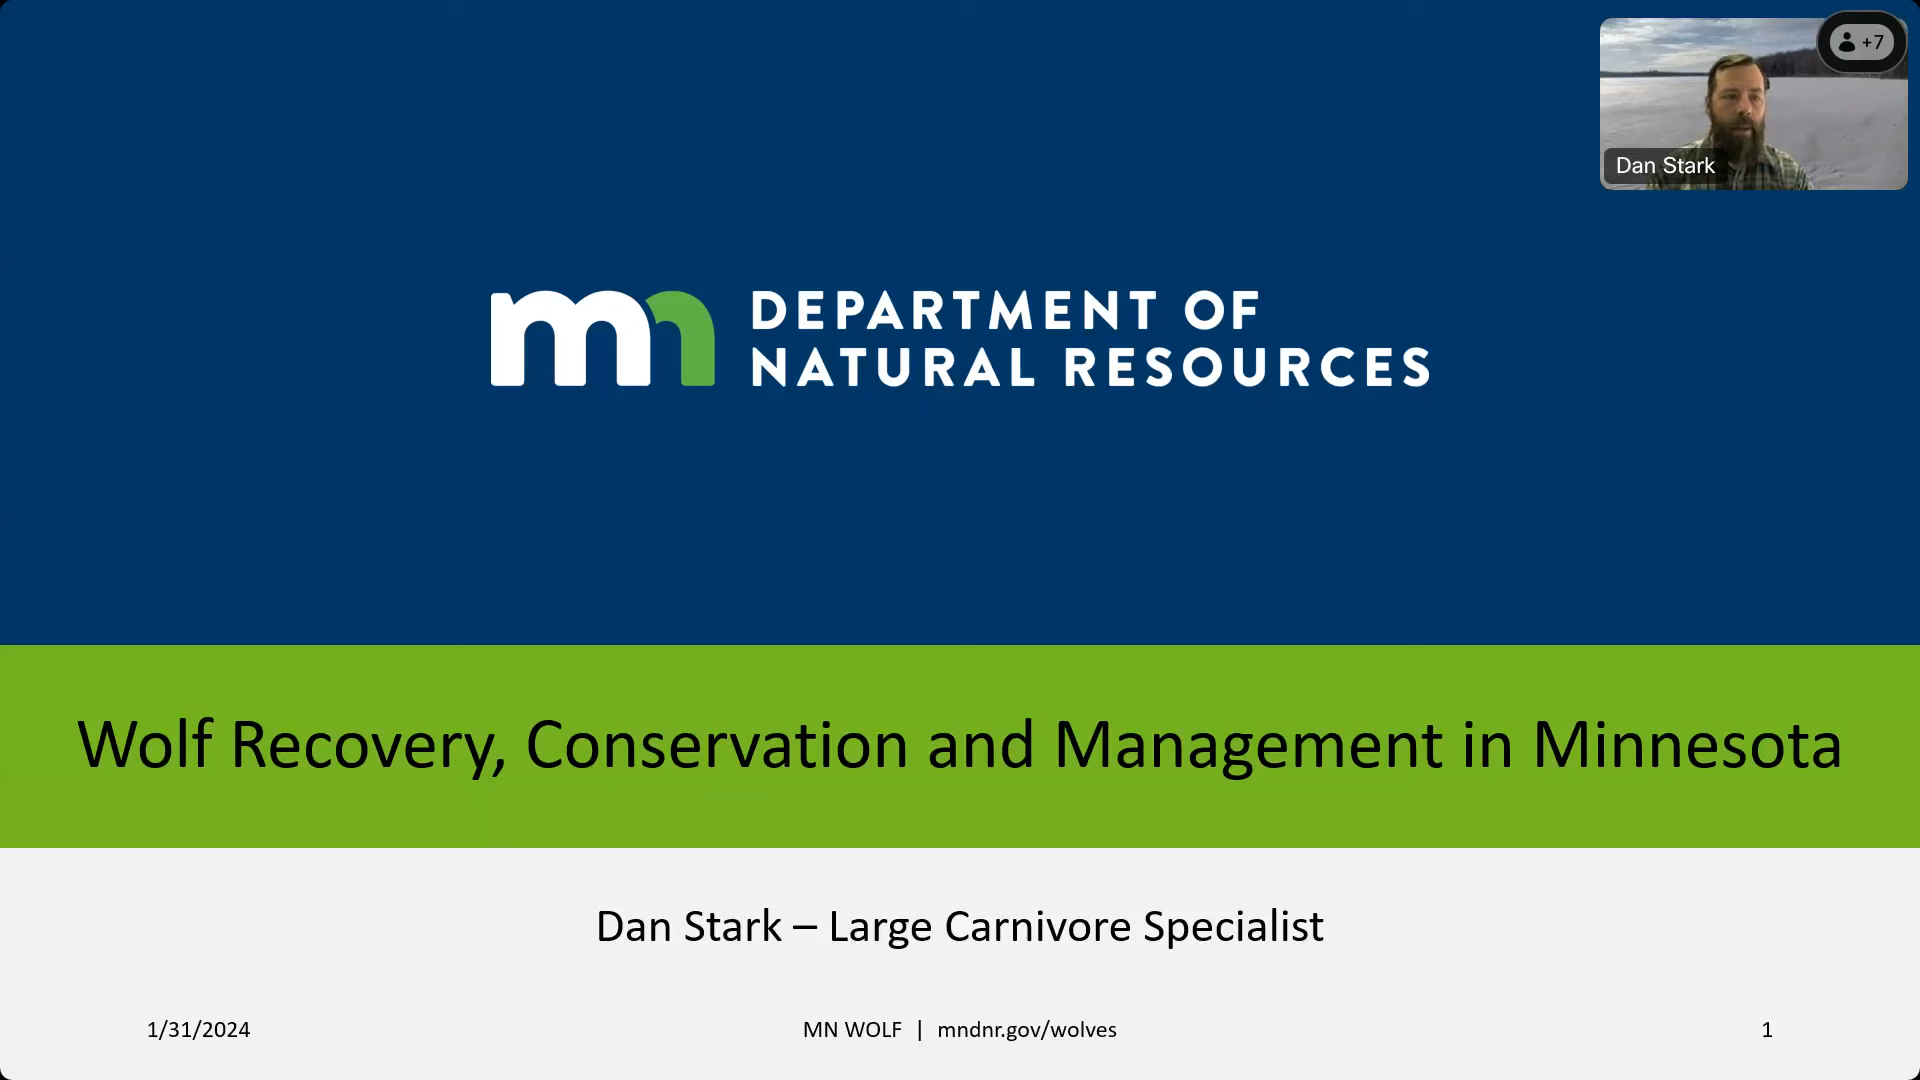 +7
Dan Stark
mn DEPARTMENT OF
NATURAL RESOURCES
Wolf Recovery, Conservation and Management in Minnesota
Dan Stark – Large Carnivore Specialist
1/31/2024
MN WOLF | mndnr.gov/wolves
1